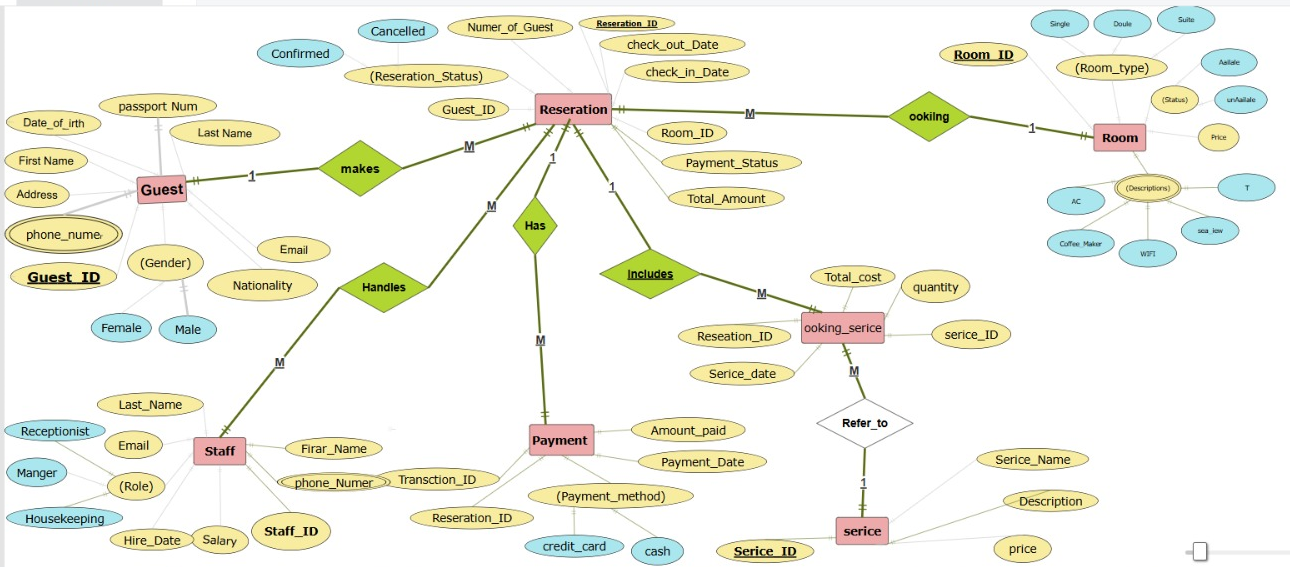 Cancelled
Numer_of_Guest
Reseration_ID
Confirmed
(Reseration_Status)
check_out_Date
check_in_Date
Single
Doule
Suite
Room_ID
(Room_type)
Aailale
(Status)
unAailale
Price
Room
passport Num
Date_of_irth
Last Name
First Name
Address
Guest
phone_nume
Guest_ID
(Gender)
Email
Nationality
Female
Male
1
makes
M
Guest_ID
Reseration
Room_ID
Payment_Status
Total_Amount
M
ookiIng
1
(Descriptions)
AC
T
Coffee_Maker
WIFI
sea_iew
M
Handles
M
1
Has
M
1
Includes
M
Total_cost
quantity
ooking_serice
Reseation_ID
serice_ID
Serice_date
M
Refer_to
1
Last_Name
Receptionist
Email
Staff
Firar_Name
Manger
(Role)
phone_Numer
Housekeeping
Hire_Date
Salary
Staff_ID
Payment
Amount_paid
Payment_Date
Transction_ID
(Payment_method)
Reseration_ID
credit_card
cash
Serice_Name
Description
serice
Serice_ID
price